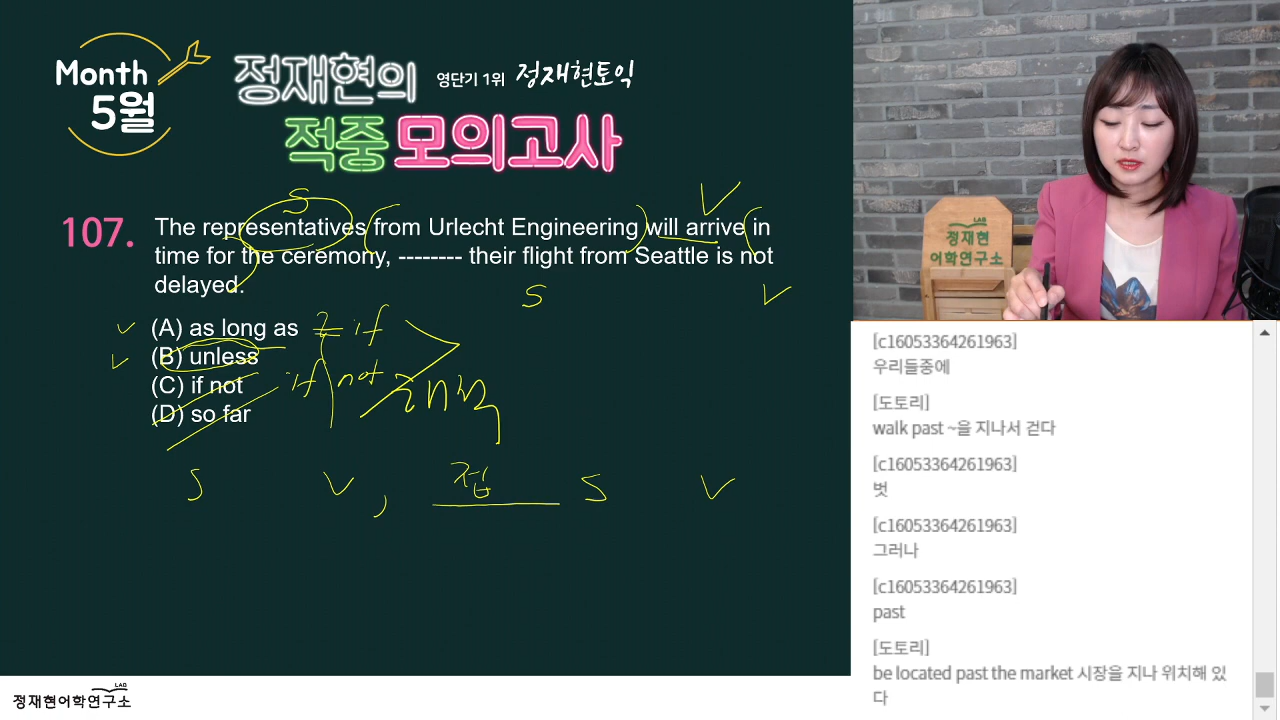 Month
5월
정재현의
영단기 1위 정재현토익
적중 모의고사
S
V
107. The representatives from Urlecht Engineering will arrive in
time for the ceremony, -------- their flight from Seattle is not
delayed.
S
V
(A) as long as
if
(B) unless
(C) if not
if not
(D) so far
S V , 접 S V
LAB
정재현
어학연구소
[c16053364261963]
우리들중에
[도토리]
walk past ~을 지나서 걷다
[c16053364261963]
벗
[c16053364261963]
그러나
[c16053364261963]
past
[도토리]
be located past the market 시장을 지나 위치해 있
다
LAB
정재현어학연구소